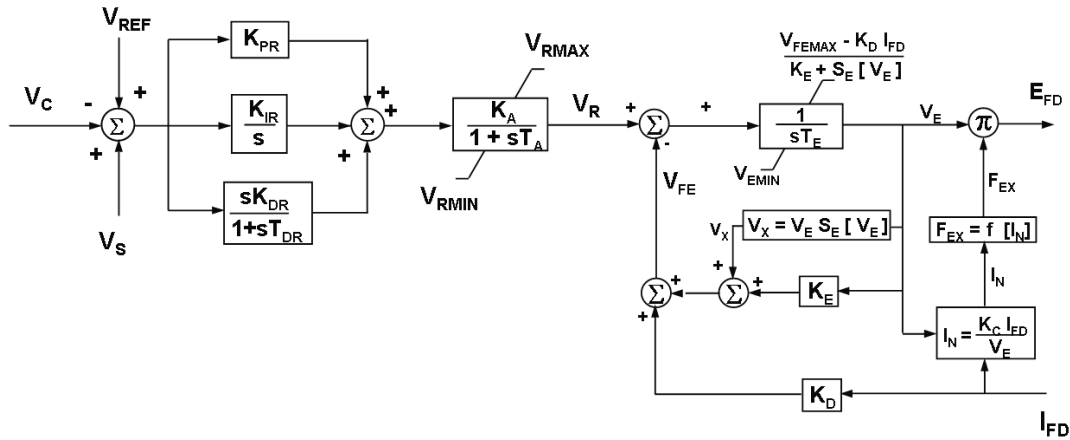 V_REF
V_C
-
+
Σ
+
V_S
K_PR
K_IR
s
sK_DR
1+sT_DR
+
+
Σ
+
V_RMAX
K_A
1 + sT_A
V_RMIN
V_R
+
Σ
-
+
V_FEMAX - K_D I_FD
K_E + S_E [ V_E ]
1
sT_E
V_EMIN
V_E
π
E_FD
V_FE
F_EX
V_X
V_X = V_E S_E [ V_E ]
F_EX = f [I_N]
+
+
Σ
+
+
Σ
+
K_E
I_N
I_N = K_C I_FD
V_E
K_D
I_FD